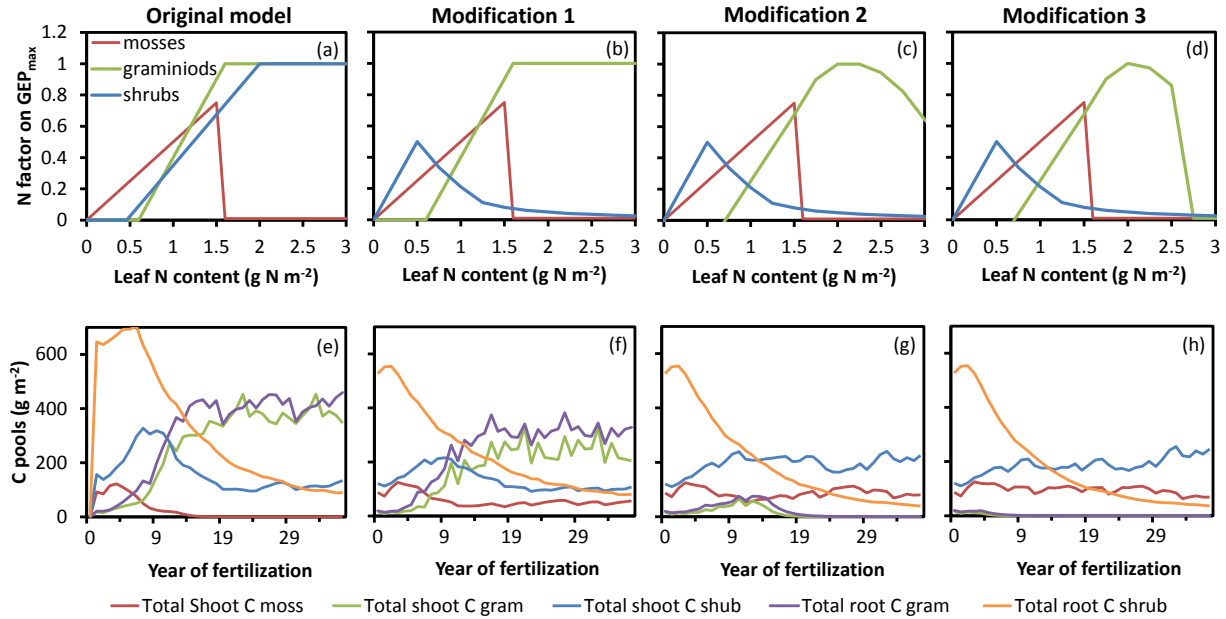 Original model Modification 1 Modification 2 Modification 3
N factor on GEPmax
1.2
1
0.8
0.6
0.4
0.2
0
mosses
graminiods
shrubs
(a) (b) (c) (d)
0 0.5 1 1.5 2 2.5 3 0 0.5 1 1.5 2 2.5 3 0 0.5 1 1.5 2 2.5 3 0 0.5 1 1.5 2 2.5 3
Leaf N content (g N m-2) Leaf N content (g N m-2) Leaf N content (g N m-2) Leaf N content (g N m-2)
C pools (g m-2)
600
400
200
0
(e) (f) (g) (h)
0 9 19 29 0 9 19 29 0 9 19 29 0 9 19 29
Year of fertilization Year of fertilization Year of fertilization Year of fertilization
Total Shoot C moss Total shoot C gram Total shoot C shub Total root C gram Total root C shrub